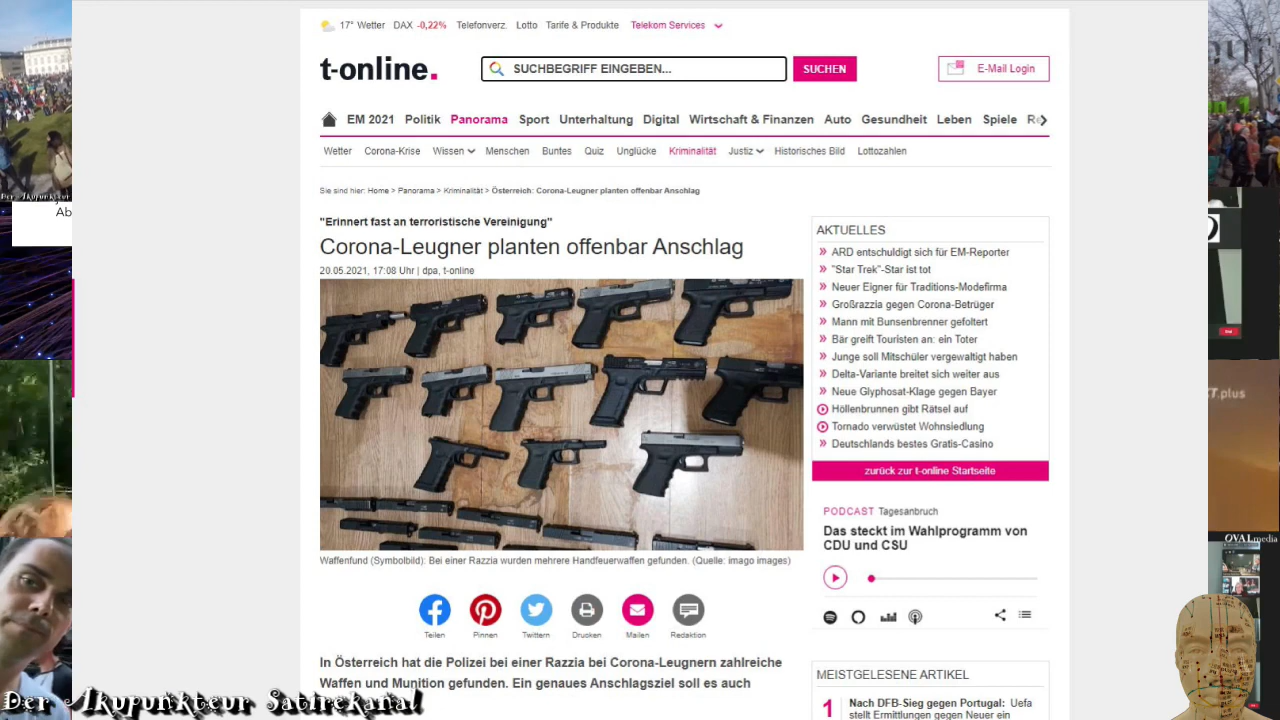 17° Wetter DAX -0,22% Telefonverz. Lotto Tarife & Produkte Telekom Services
t-online.
SUCHBEGRIFF EINGEBEN...
SUCHEN
E-Mail Login
EM 2021 Politik Panorama Sport Unterhaltung Digital Wirtschaft & Finanzen Auto Gesundheit Leben Spiele
Wetter Corona-Krise Wissen Menschen Buntes Quiz Unglücke Kriminalität Justiz Historisches Bild Lottozahlen
Sie sind hier: Home > Panorama > Kriminalität > Österreich: Corona-Leugner planten offenbar Anschlag
"Erinnert fast an terroristische Vereinigung"
Corona-Leugner planten offenbar Anschlag
20.05.2021, 17:08 Uhr | dpa, t-online
Waffenfund (Symbolbild): Bei einer Razzia wurden mehrere Handfeuerwaffen gefunden. (Quelle: imago images)
Teilen
Pinnen
Twittern
Drucken
Mailen
Redaktion
In Österreich hat die Polizei bei einer Razzia bei Corona-Leugnern zahlreiche
Waffen und Munition gefunden. Ein genaues Anschlagsziel soll es auch
AKTUELLES
» ARD entschuldigt sich für EM-Reporter
» "Star Trek"-Star ist tot
» Neuer Eigner für Traditions-Modefirma
» Großrazzia gegen Corona-Betrüger
» Mann mit Bunsenbrenner gefoltert
» Bär greift Touristen an: ein Toter
» Junge soll Mitschüler vergewaltigt haben
» Delta-Variante breitet sich weiter aus
» Neue Glyphosat-Klage gegen Bayer
Höllenbrunnen gibt Rätsel auf
Tornado verwüstet Wohnsiedlung
» Deutschlands bestes Gratis-Casino
zurück zur t-online Startseite
PODCAST Tagesanbruch
Das steckt im Wahlprogramm von
CDU und CSU
MEISTGELESENE ARTIKEL
1 Nach DFB-Sieg gegen Portugal: Uefa
stellt Ermittlungen gegen Neuer ein
Der Akupunkteur
Ab
plus
OVALmedia
Der Akupunkteur Satirekanal